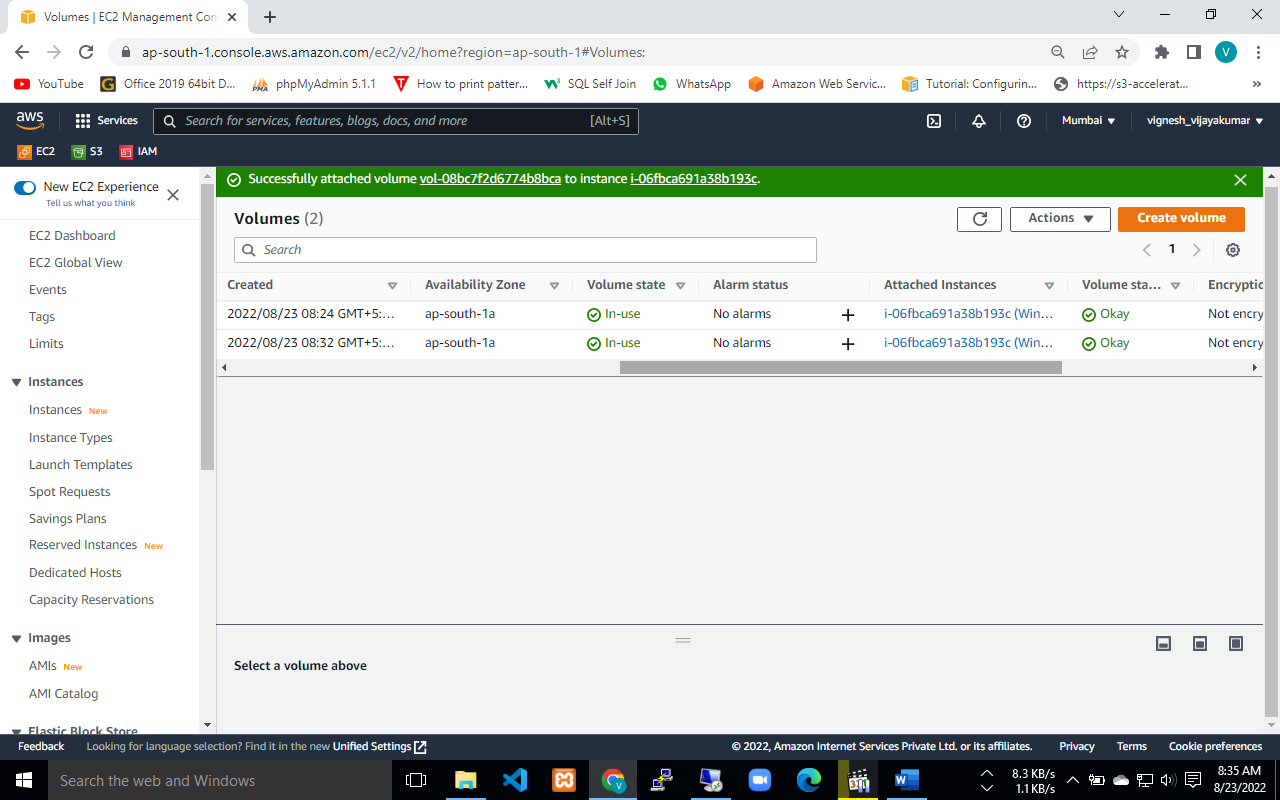 Volumes | EC2 Management Con
ap-south-1.console.aws.amazon.com/ec2/v2/home?region=ap-south-1#Volumes:
V
YouTube
Office 2019 64bit D...
phpMyAdmin 5.1.1
How to print patter...
SQL Self Join
WhatsApp
Amazon Web Servic...
Tutorial: Configurin...
https://s3-accelerat...
»
aws
Services
Search for services, features, blogs, docs, and more
[Alt+S]
Mumbai
vignesh_vijayakumar
EC2
S3
IAM
New EC2 Experience
Tell us what you think
EC2 Dashboard
EC2 Global View
Events
Tags
Limits
Instances
Instances New
Instance Types
Launch Templates
Spot Requests
Savings Plans
Reserved Instances New
Dedicated Hosts
Capacity Reservations
Images
AMIs New
AMI Catalog
Elastic Block Store
Successfully attached volume vol-08bc7f2d6774b8bca to instance i-06fbca691a38b193c.
Volumes (2)
Actions
Create volume
Search
1
Created Availability Zone Volume state Alarm status Attached Instances Volume sta... Encryptic
2022/08/23 08:24 GMT+5:... ap-south-1a In-use No alarms + i-06fbca691a38b193c (Win... Okay Not encry
2022/08/23 08:32 GMT+5:... ap-south-1a In-use No alarms + i-06fbca691a38b193c (Win... Okay Not encry
Select a volume above
Feedback
Looking for language selection? Find it in the new Unified Settings
© 2022, Amazon Internet Services Private Ltd. or its affiliates.
Privacy
Terms
Cookie preferences
Search the web and Windows
8.3 KB/s
1.1 KB/s
8:35 AM
8/23/2022